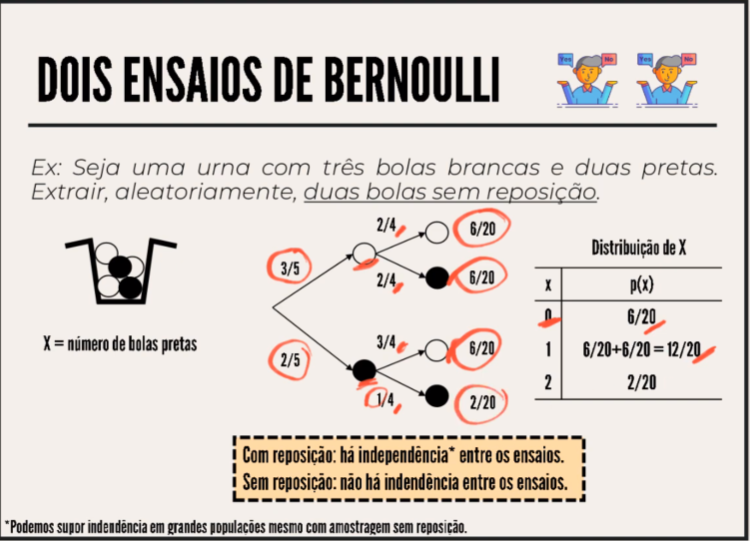 DOIS ENSAIOS DE BERNOULLI
Yes No Yes No
Ex: Seja uma urna com três bolas brancas e duas pretas.
Extrair, aleatoriamente, duas bolas sem reposição.
X = número de bolas pretas
3/5
2/5
2/4
6/20
2/4
6/20
3/4
6/20
1/4
2/20
Distribuição de X
x p(x)
0 6/20
1 6/20+6/20 = 12/20
2 2/20
Com reposição: há independência* entre os ensaios.
Sem reposição: não há indendência entre os ensaios.
*Podemos supor indendência em grandes populações mesmo com amostragem sem reposição.